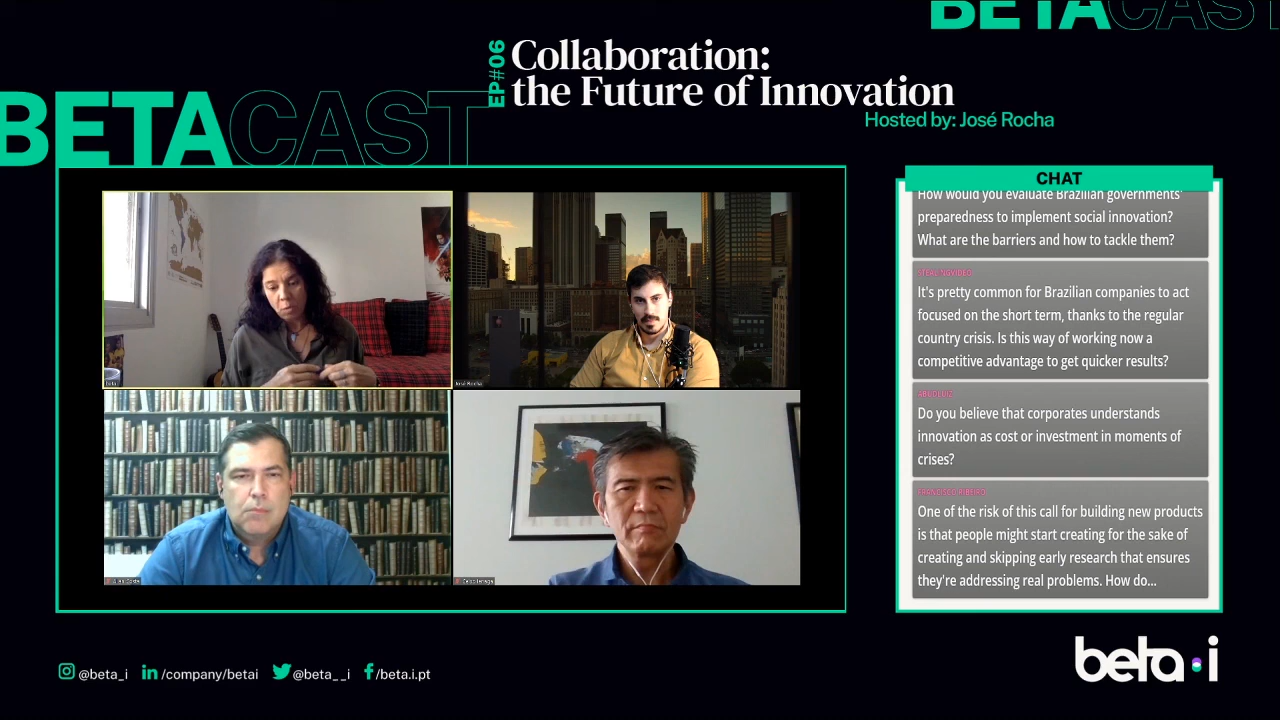 BETACAST
EP#06
Collaboration:
the Future of Innovation
Hosted by: José Rocha
BETACAST
José Rocha
CHAT
How would you evaluate Brazilian governments'
preparedness to implement social innovation?
What are the barriers and how to tackle them?
It's pretty common for Brazilian companies to act
focused on the short term, thanks to the regular
country crisis. Is this way of working now a
competitive advantage to get quicker results?
Do you believe that corporates understands
innovation as cost or investment in moments of
crises?
FRANCISCO RIBEIRO
One of the risk of this call for building new products
is that people might start creating for the sake of
creating and skipping early research that ensures
they're addressing real problems. How do...
@beta_i
/company/betai
@beta__i
/beta.i.pt
beta·i